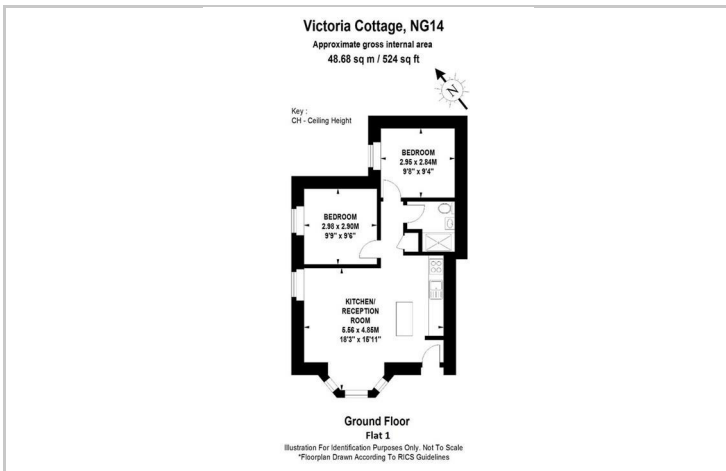 Victoria Cottage, NG14
Approximate gross internal area
48.68 sq m / 524 sq ft
N
Key :
CH - Ceiling Height
BEDROOM
2.95 x 2.84M
9'8" x 9'4"
BEDROOM
2.98 x 2.90M
9'9" x 9'6"
KITCHEN/
RECEPTION
ROOM
5.56 x 4.85M
18'3" x 15'11"
Ground Floor
Flat 1
Illustration For Identification Purposes Only. Not To Scale
*Floorplan Drawn According To RICS Guidelines